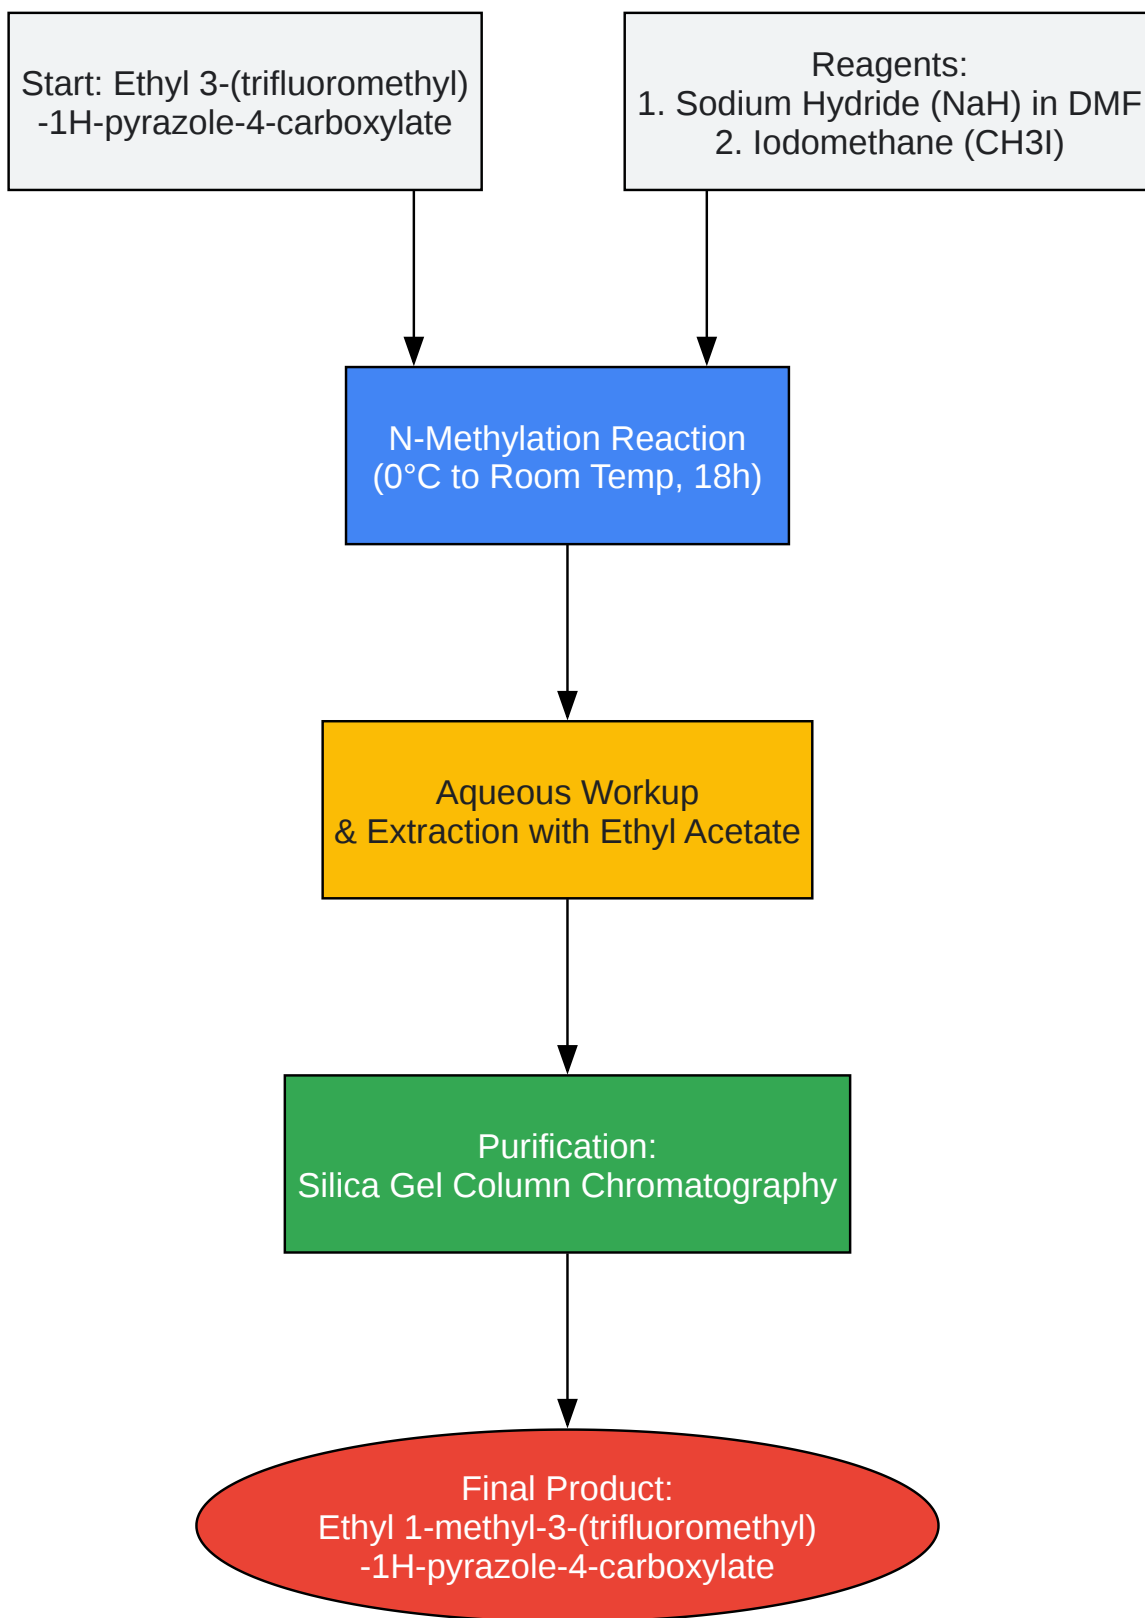 Start: Ethyl 3-(trifluoromethyl)
-1H-pyrazole-4-carboxylate
Reagents:
1. Sodium Hydride (NaH) in DMF
2. Iodomethane (CH3I)
N-Methylation Reaction
(0°C to Room Temp, 18h)
Aqueous Workup
& Extraction with Ethyl Acetate
Purification:
Silica Gel Column Chromatography
Final Product:
Ethyl 1-methyl-3-(trifluoromethyl)
-1H-pyrazole-4-carboxylate